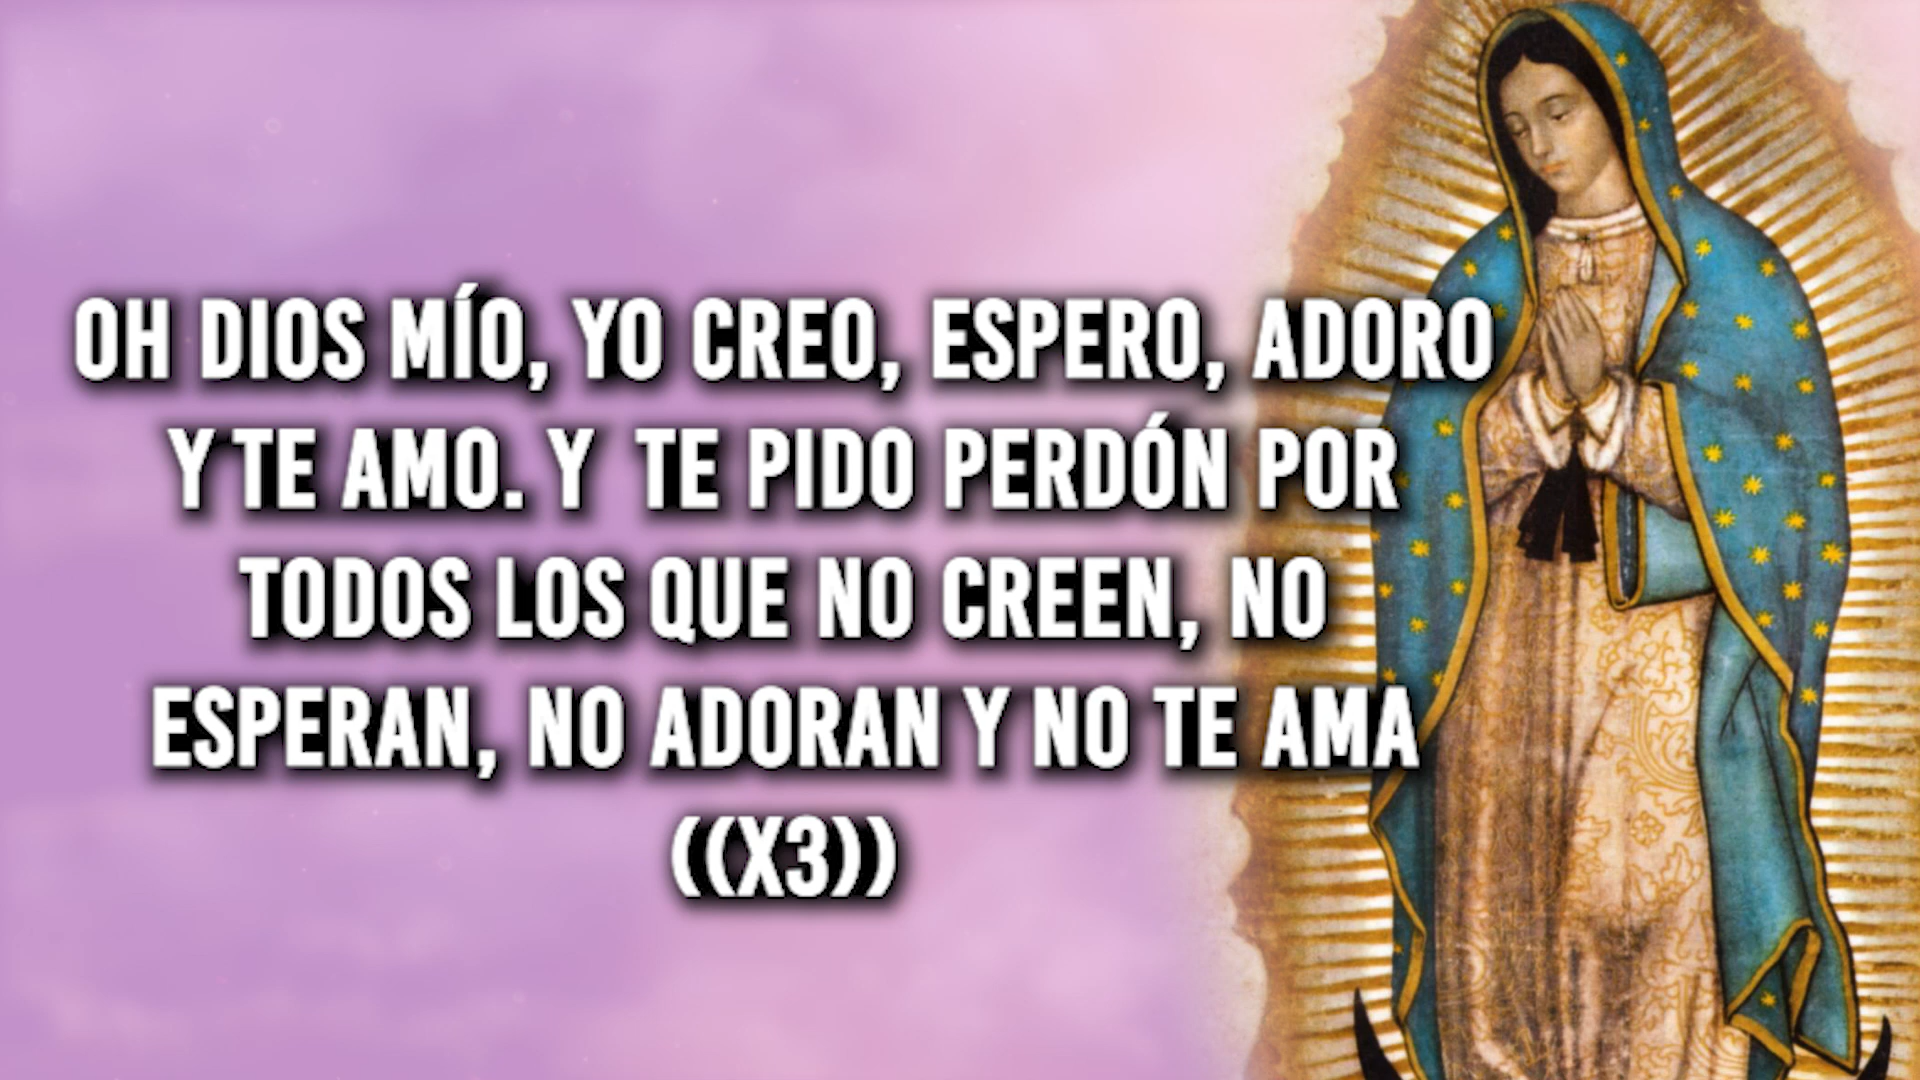 OH DIOS MÍO, YO CREO, ESPERO, ADORO
Y TE AMO. Y TE PIDO PERDÓN POR
TODOS LOS QUE NO CREEN, NO
ESPERAN, NO ADORAN Y NO TE AMA
((X3))